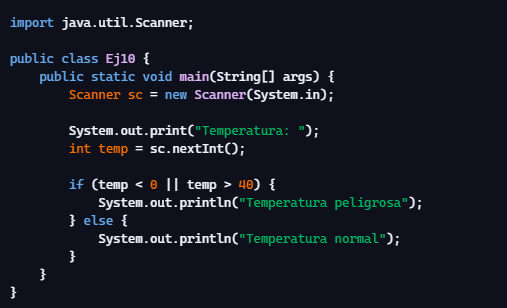 import java.util.Scanner;
public class Ej10 {
    public static void main(String[] args) {
        Scanner sc = new Scanner(System.in);
        System.out.print("Temperatura: ");
        int temp = sc.nextInt();
        if (temp < 0 || temp > 40) {
            System.out.println("Temperatura peligrosa");
        } else {
            System.out.println("Temperatura normal");
        }
    }
}